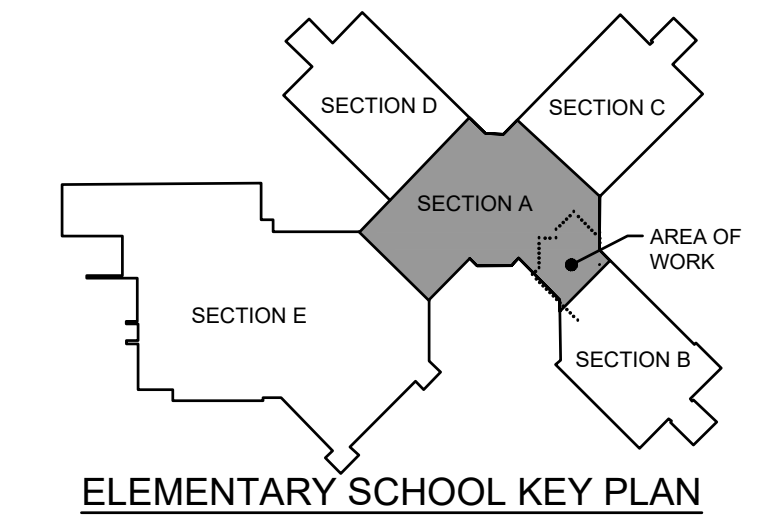 SECTION D
SECTION C
SECTION A
AREA OF
WORK
SECTION E
SECTION B
ELEMENTARY SCHOOL KEY PLAN